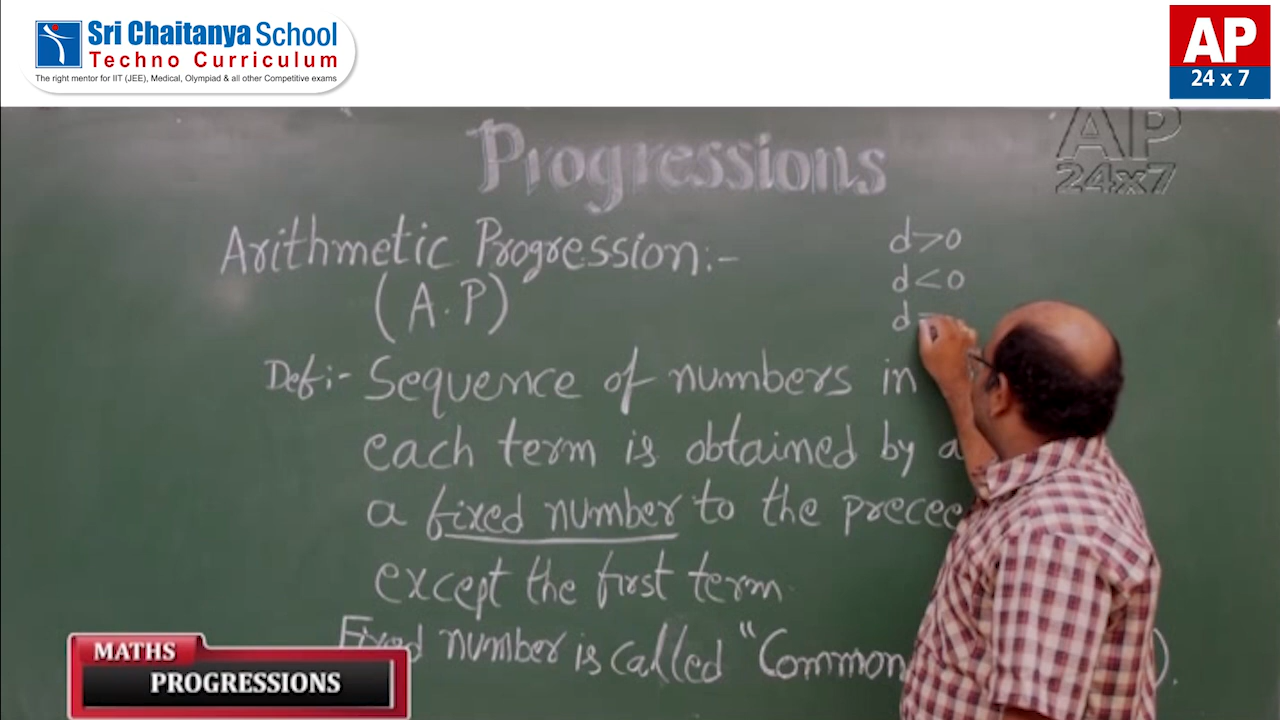 Sri Chaitanya School
Techno Curriculum
The right mentor for IIT (JEE), Medical, Olympiad & all other Competitive exams
AP
24 x 7
AP
24x7
Progressions
Arithmetic Progression:-
(A.P)
d>0
d<0
d=
Def:- Sequence of numbers in
each term is obtained by a
a fixed number to the precee
except the first term.
Fixed number is called "Common ).
MATHS
PROGRESSIONS